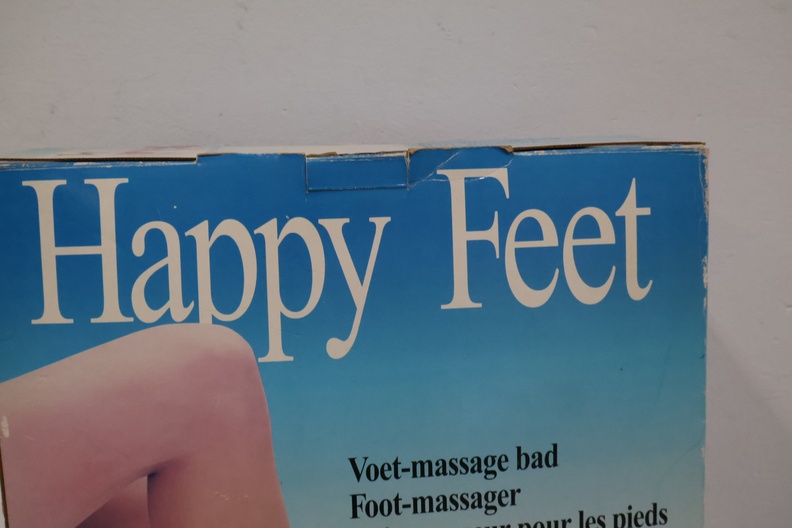 Happy Feet
Voet-massage bad
Foot-massager
pour les pieds